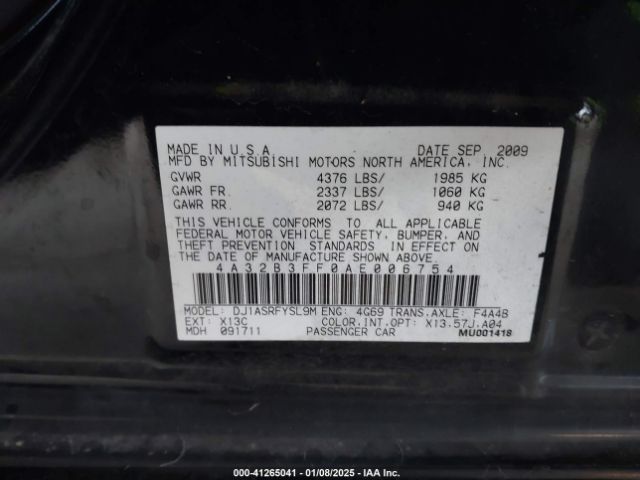 MADE IN U.S.A. DATE SEP. 2009
MFD BY MITSUBISHI MOTORS NORTH AMERICA, INC.
GVWR 4376 LBS/ 1985 KG
GAWR FR. 2337 LBS/ 1060 KG
GAWR RR. 2072 LBS/ 940 KG
THIS VEHICLE CONFORMS TO ALL APPLICABLE
FEDERAL MOTOR VEHICLE SAFETY, BUMPER, AND
THEFT PREVENTION STANDARDS IN EFFECT ON
THE DATE OF MANUFACTURE SHOWN ABOVE.
4A32B3FF0AE006754
MODEL: DJ1ASRFYSL9M ENG: 4G69 TRANS.AXLE: F4A4B
EXT: X13C COLOR.INT.OPT: X13.57J.A04
MDH 091711 PASSENGER CAR MU001418
000-41265041 - 01/08/2025 - IAA Inc.